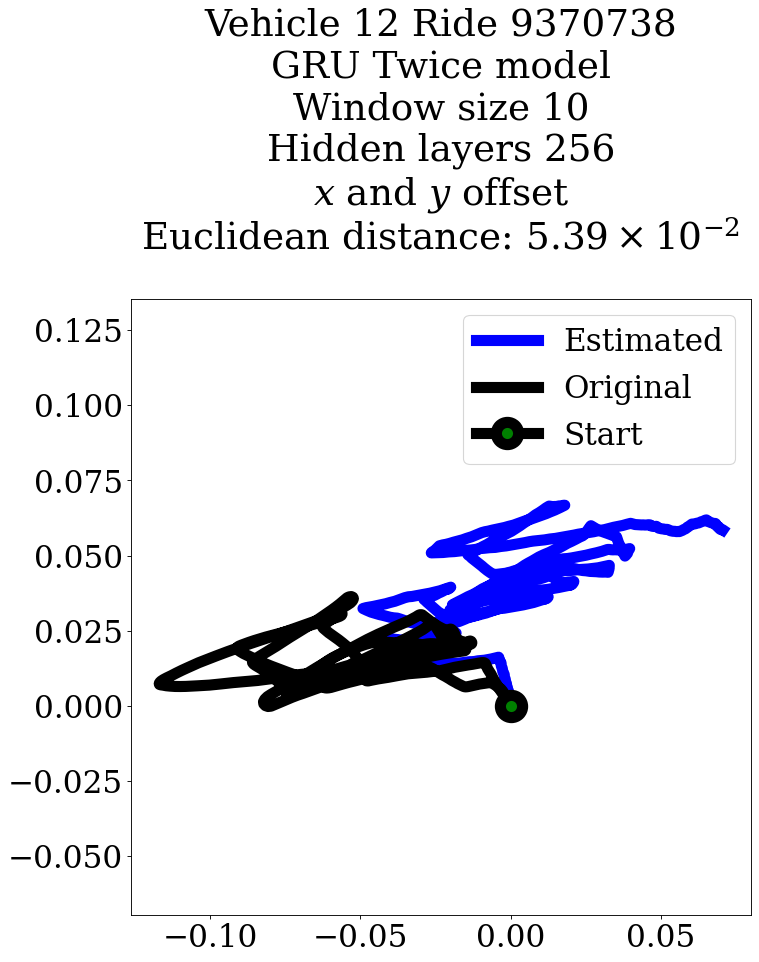 Vehicle 12 Ride 9370738
GRU Twice model
Window size 10
Hidden layers 256
x and y offset
Euclidean distance: 5.39 × 10⁻²
Estimated
Original
Start
0.125
0.100
0.075
0.050
0.025
0.000
−0.025
−0.050
−0.10
−0.05
0.00
0.05